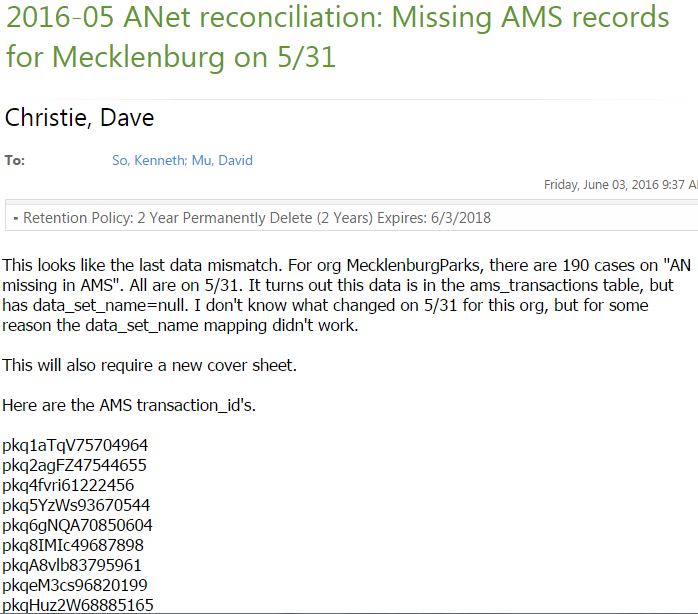 2016-05 ANet reconciliation: Missing AMS records
for Mecklenburg on 5/31
Christie, Dave
To: So, Kenneth; Mu, David
Friday, June 03, 2016 9:37 A
▪ Retention Policy: 2 Year Permanently Delete (2 Years) Expires: 6/3/2018
This looks like the last data mismatch. For org MecklenburgParks, there are 190 cases on "AN
missing in AMS". All are on 5/31. It turns out this data is in the ams_transactions table, but
has data_set_name=null. I don't know what changed on 5/31 for this org, but for some
reason the data_set_name mapping didn't work.
This will also require a new cover sheet.
Here are the AMS transaction_id's.
pkq1aTqV75704964
pkq2agFZ47544655
pkq4fvri61222456
pkq5YzWs93670544
pkq6gNQA70850604
pkq8IMIc49687898
pkqA8vlb83795961
pkqeM3cs96820199
pkqHuz2W68885165